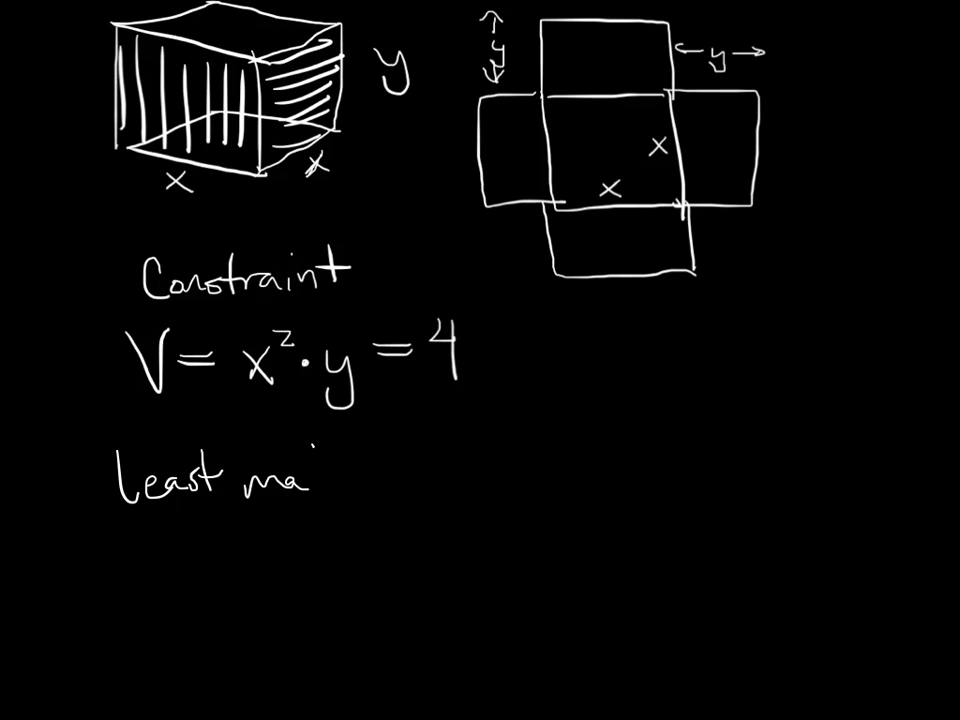 y
y
y
x
x
x
x
Constraint
V = x² · y = 4
Least ma